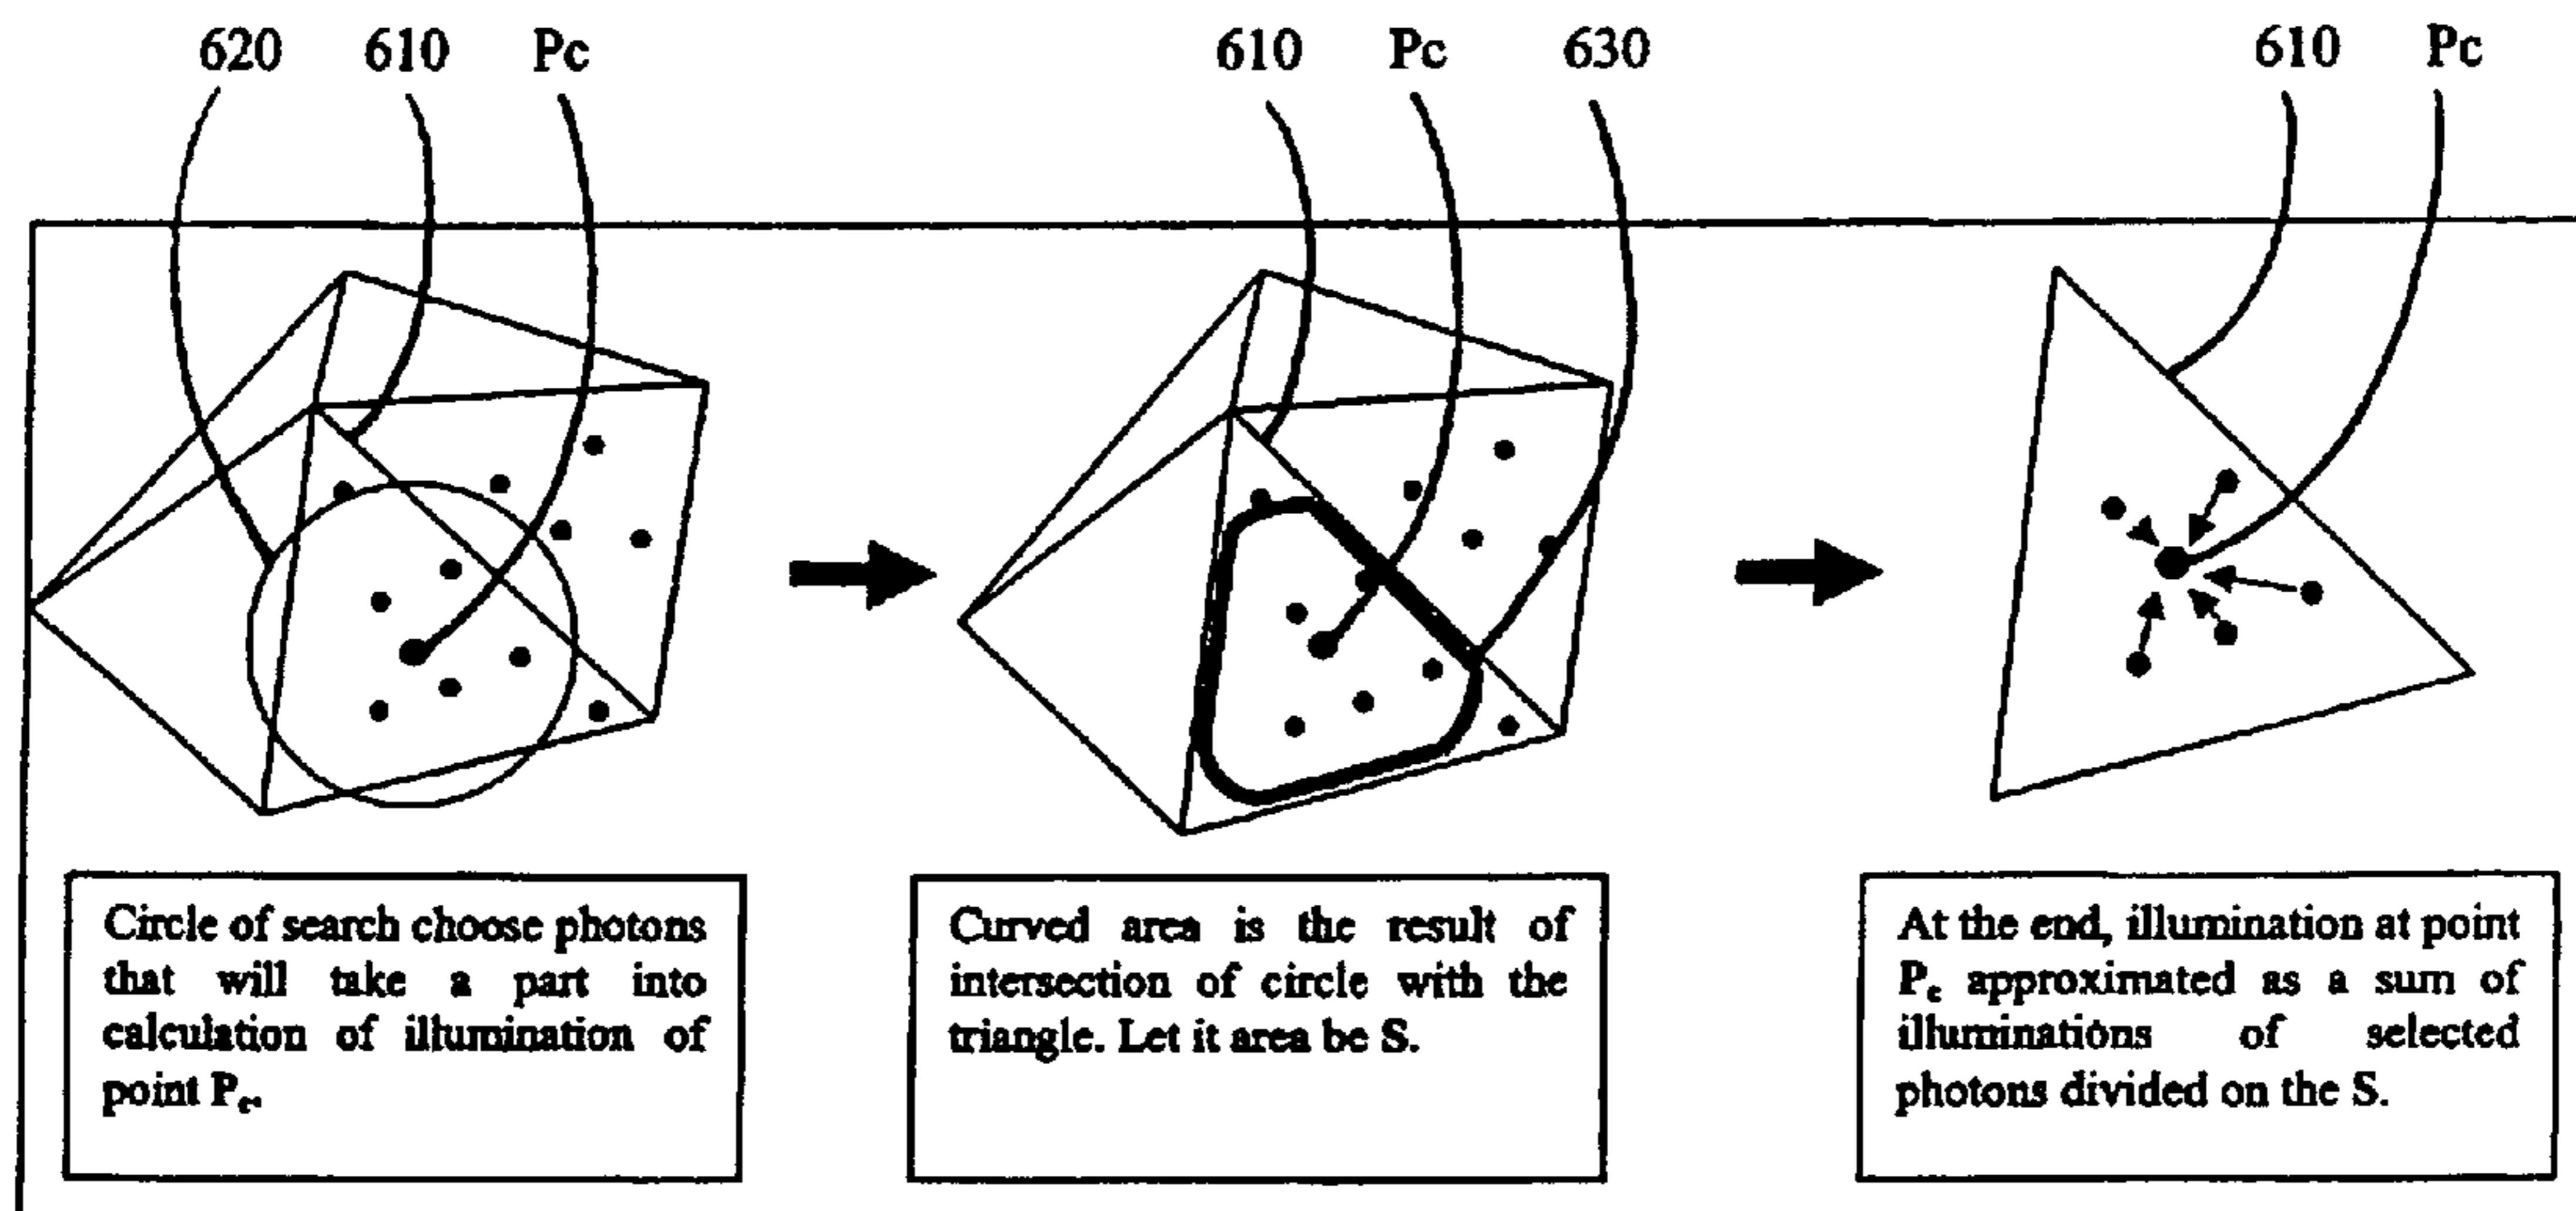 620 610 Pc
610 Pc 630
610 Pc
Circle of search choose photons
that will take a part into
calculation of illumination of
point Pc.
Curved area is the result of
intersection of circle with the
triangle. Let it area be S.
At the end, illumination at point
Pc approximated as a sum of
illuminations of selected
photons divided on the S.